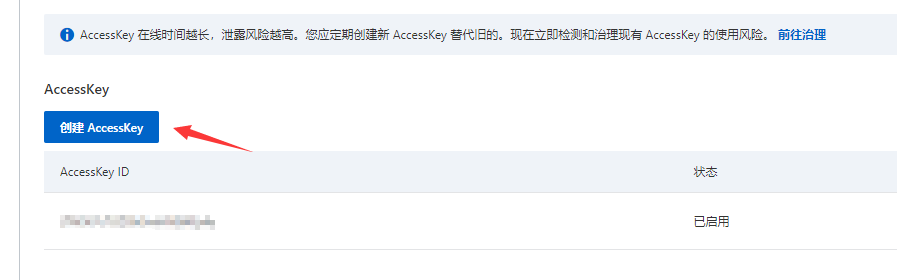 AccessKey 在线时间越长，泄露风险越高。您应定期创建新 AccessKey 替代旧的。现在立即检测和治理现有 AccessKey 的使用风险。 前往治理
AccessKey
创建 AccessKey
AccessKey ID 状态
已启用